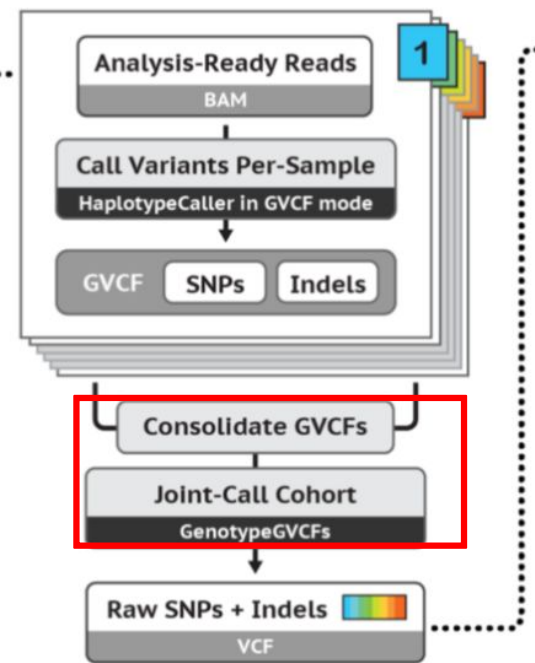 1
Analysis-Ready Reads
BAM
Call Variants Per-Sample
HaplotypeCaller in GVCF mode
GVCF SNPs Indels
Consolidate GVCFs
Joint-Call Cohort
GenotypeGVCFs
Raw SNPs + Indels
VCF